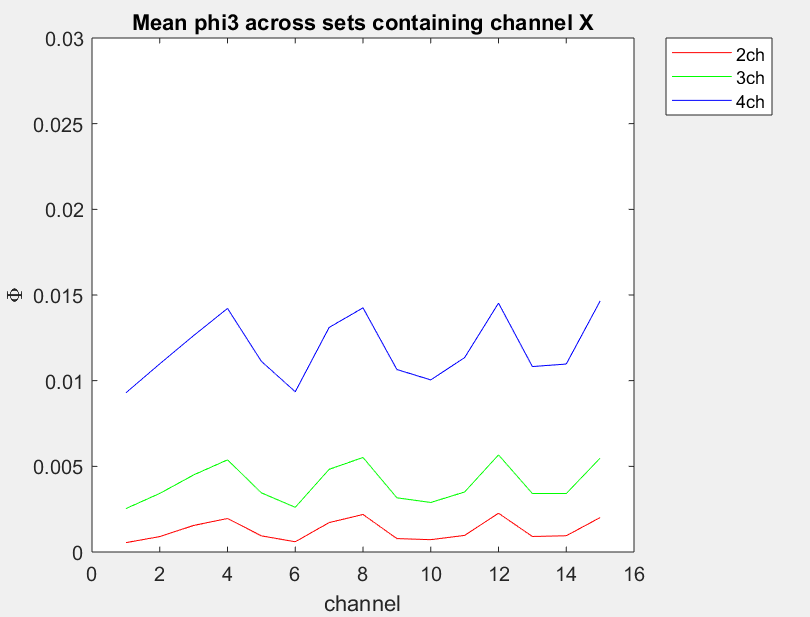 Mean phi3 across sets containing channel X
0.03
0.025
0.02
0.015
0.01
0.005
0
Φ
0 2 4 6 8 10 12 14 16
channel
2ch
3ch
4ch